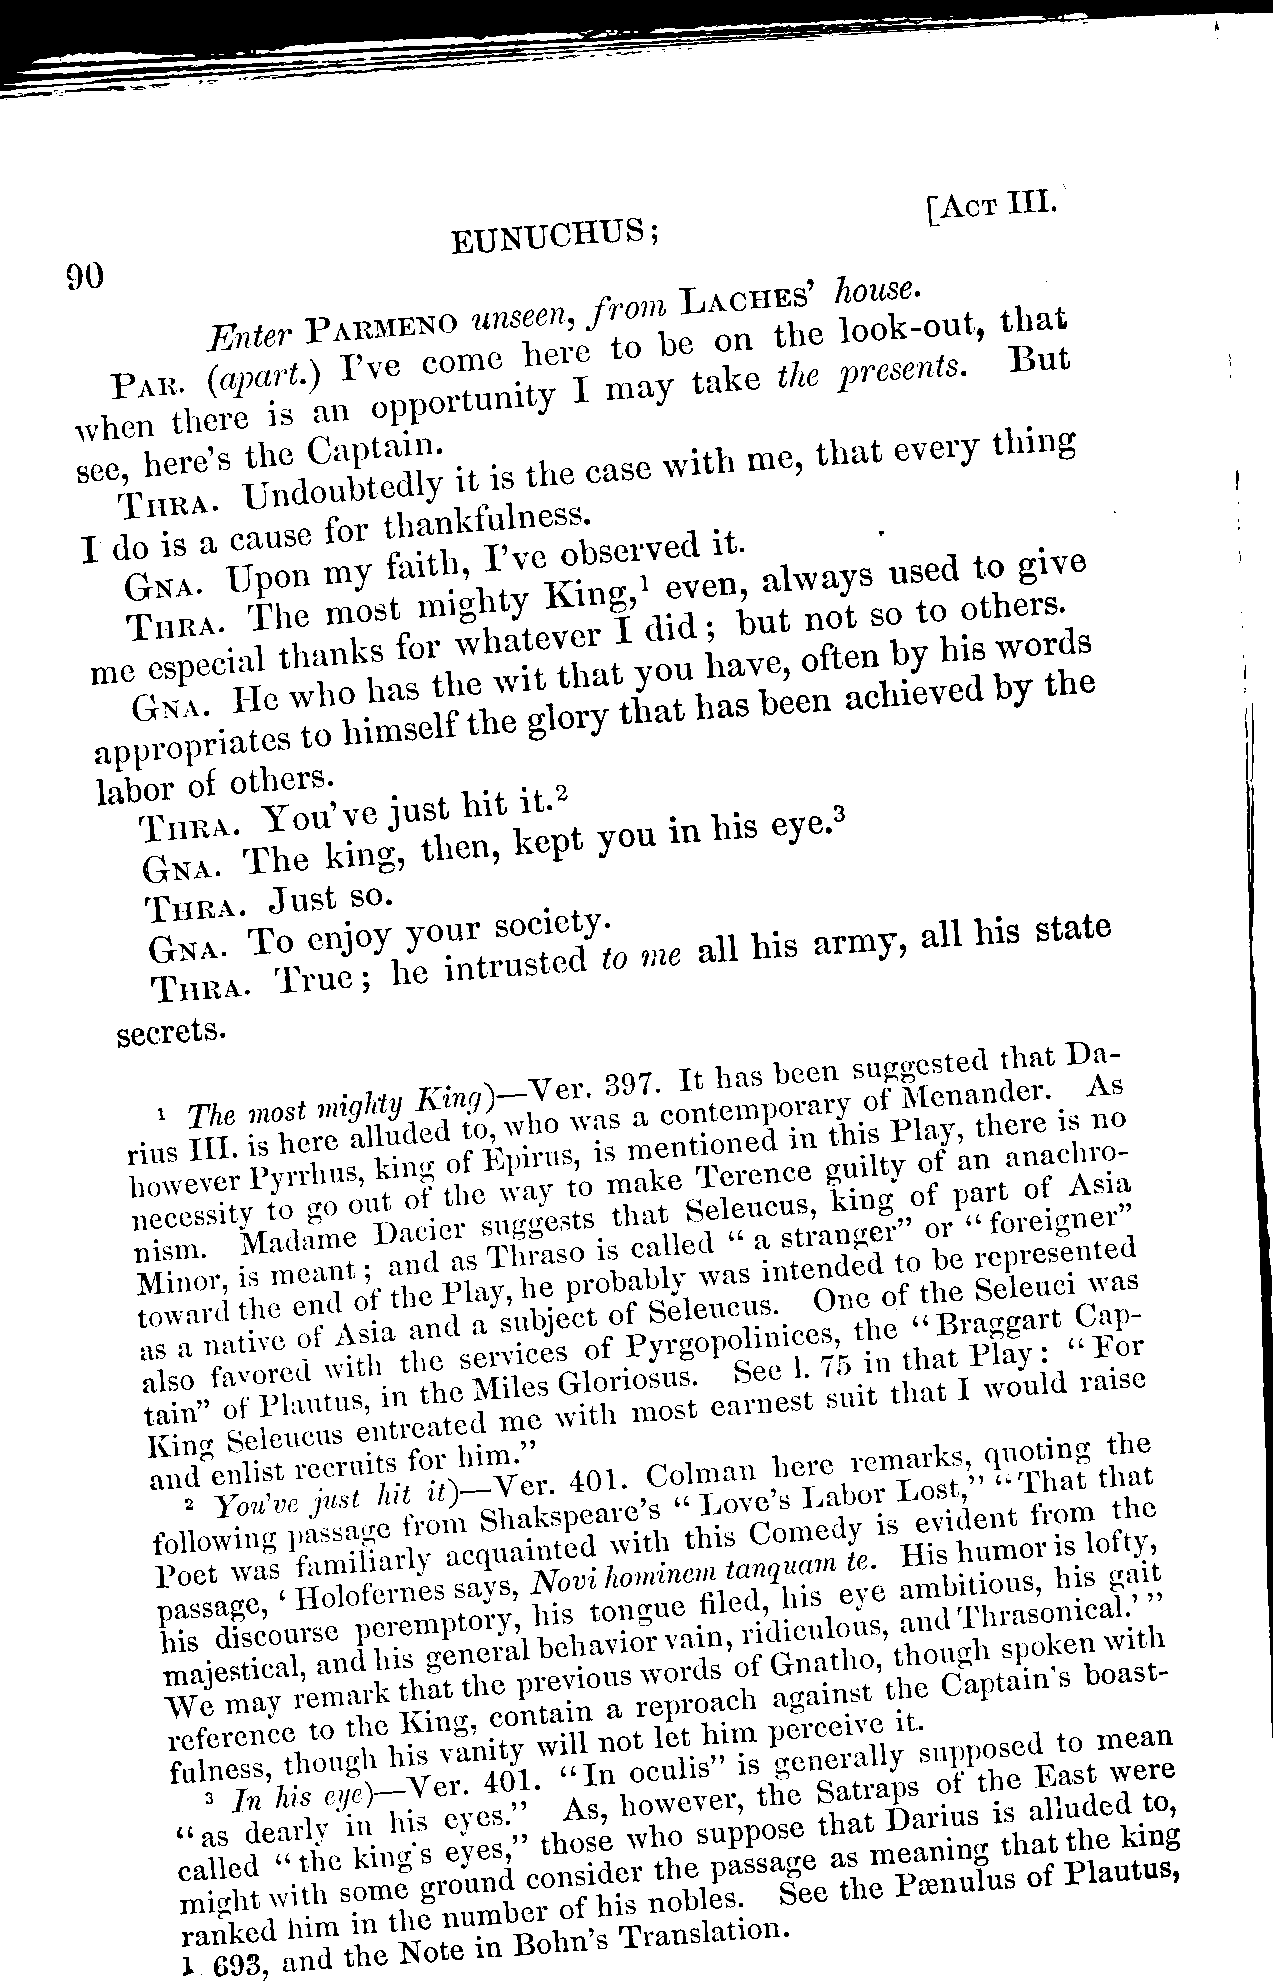 [ACT III.
EUNUCHUS;
90
Enter PARMENO unseen, from LACHES' house.
PAR. (apart.) I've come here to be on the look-out, that
when there is an opportunity I may take the presents. But
see, here's the Captain.
THRA. Undoubtedly it is the case with me, that every thing
I do is a cause for thankfulness.
GNA. Upon my faith, I've observed it.
THRA. The most mighty King,¹ even, always used to give
me especial thanks for whatever I did; but not so to others.
GNA. He who has the wit that you have, often by his words
appropriates to himself the glory that has been achieved by the
labor of others.
THRA. You've just hit it.²
GNA. The king, then, kept you in his eye.³
THRA. Just so.
GNA. To enjoy your society.
THRA. True; he intrusted to me all his army, all his state
secrets.
¹ The most mighty King)—Ver. 397. It has been suggested that Da-
rius III. is here alluded to, who was a contemporary of Menander. As
however Pyrrhus, king of Epirus, is mentioned in this Play, there is no
necessity to go out of the way to make Terence guilty of an anachro-
nism. Madame Dacier suggests that Seleucus, king of part of Asia
Minor, is meant; and as Thraso is called "a stranger" or "foreigner"
toward the end of the Play, he probably was intended to be represented
as a native of Asia and a subject of Seleucus. One of the Seleuci was
also favored with the services of Pyrgopolinices, the "Braggart Cap-
tain" of Plautus, in the Miles Gloriosus. See l. 75 in that Play: "For
King Seleucus entreated me with most earnest suit that I would raise
and enlist recruits for him."
² You've just hit it)—Ver. 401. Colman here remarks, quoting the
following passage from Shakspeare's "Love's Labor Lost," "That that
Poet was familiarly acquainted with this Comedy is evident from the
passage, 'Holofernes says, Novi hominem tanquam te. His humor is lofty,
his discourse peremptory, his tongue filed, his eye ambitious, his gait
majestical, and his general behavior vain, ridiculous, and Thrasonical.'"
We may remark that the previous words of Gnatho, though spoken with
reference to the King, contain a reproach against the Captain's boast-
fulness, though his vanity will not let him perceive it.
³ In his eye)—Ver. 401. "In oculis" is generally supposed to mean
"as dearly in his eyes." As, however, the Satraps of the East were
called "the king's eyes," those who suppose that Darius is alluded to,
might with some ground consider the passage as meaning that the king
ranked him in the number of his nobles. See the Pænulus of Plautus,
l 693, and the Note in Bohn's Translation.